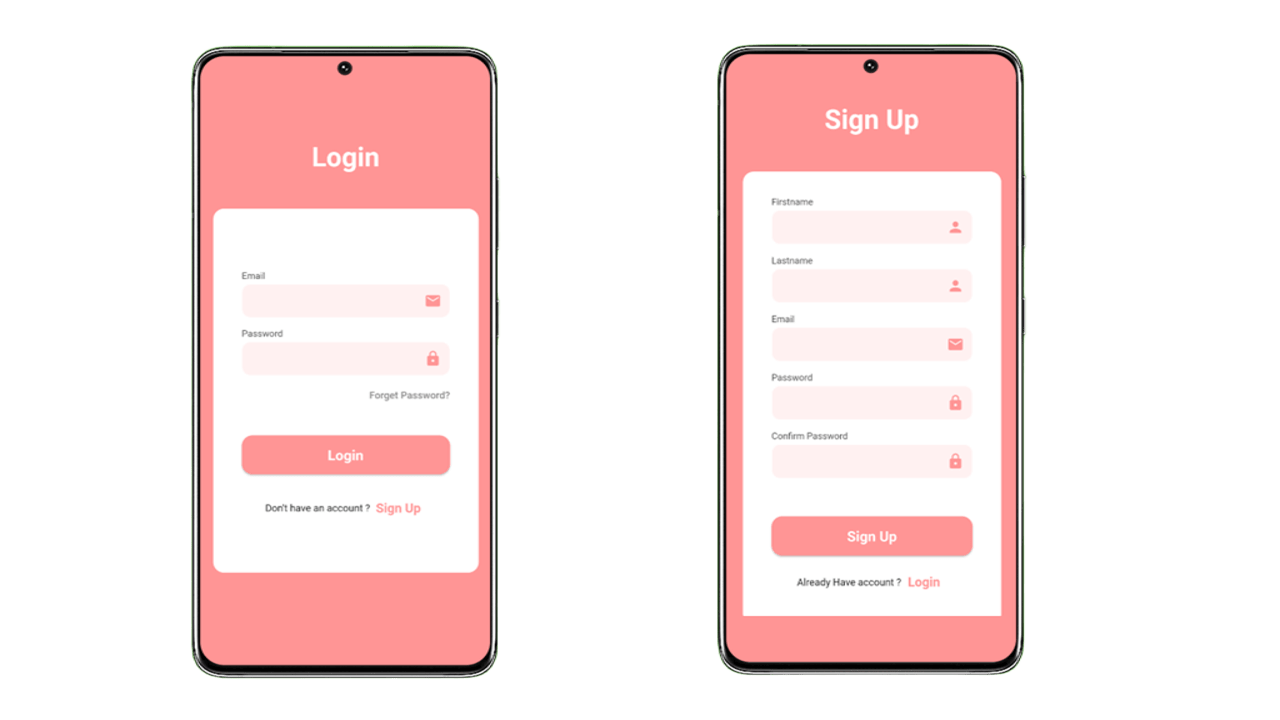 Login
Email
Password
Forget Password?
Login
Don't have an account ? Sign Up
Sign Up
Firstname
Lastname
Email
Password
Confirm Password
Sign Up
Already Have account ? Login